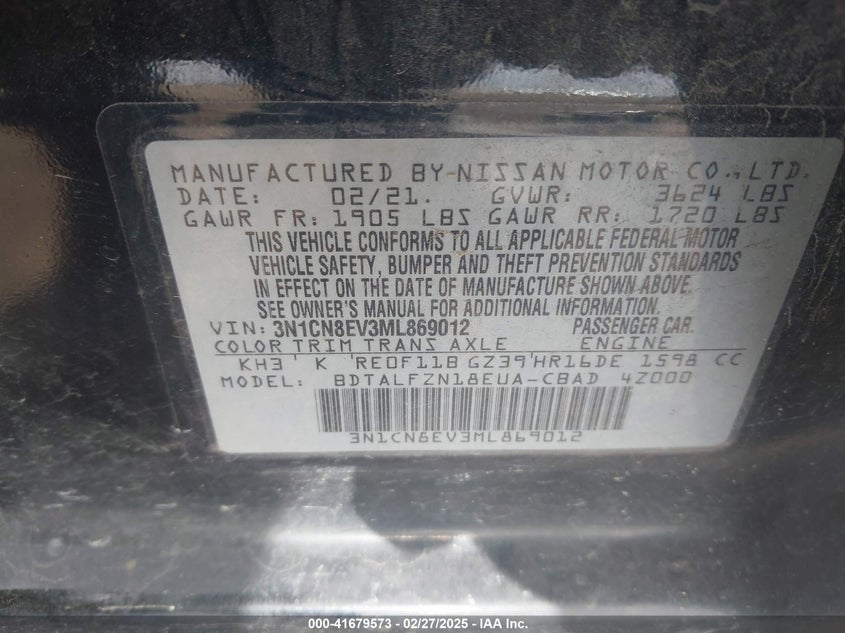 MANUFACTURED BY-NISSAN MOTOR CO.,LTD.
DATE: 02/21. GVWR: 3624 LBS
GAWR FR: 1905 LBS GAWR RR: 1720 LBS
THIS VEHICLE CONFORMS TO ALL APPLICABLE FEDERAL MOTOR
VEHICLE SAFETY, BUMPER AND THEFT PREVENTION STANDARDS
IN EFFECT ON THE DATE OF MANUFACTURE SHOWN ABOVE.
SEE OWNER'S MANUAL FOR ADDITIONAL INFORMATION.
VIN: 3N1CN8EV3ML869012 PASSENGER CAR.
COLOR TRIM TRANS AXLE ENGINE
KH3 K RE0F11B GZ39 HR16DE 1598 CC
MODEL: BDTALFZN18EUA-CBAD 4Z000
3N1CN8EV3ML869012
000-41679573 - 02/27/2025 - IAA Inc.